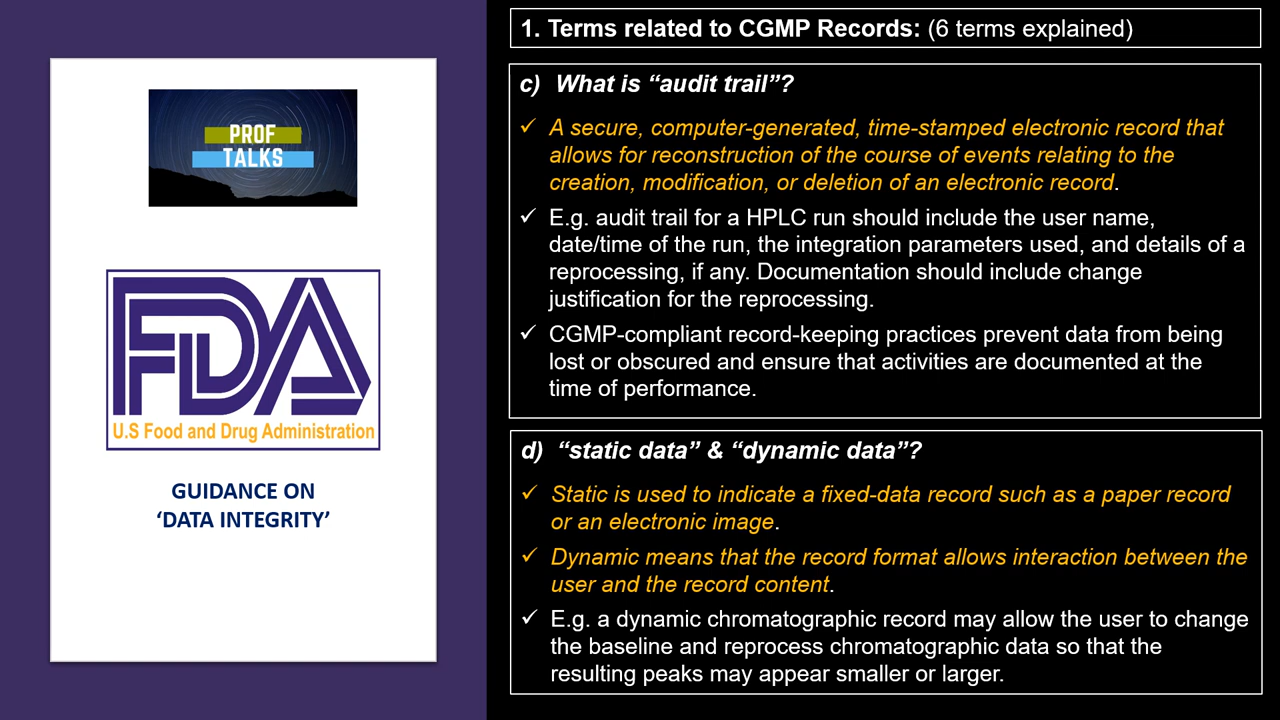 PROF
TALKS
FDA
U.S Food and Drug Administration
GUIDANCE ON
‘DATA INTEGRITY’
1. Terms related to CGMP Records: (6 terms explained)
c) What is “audit trail”?
✓ A secure, computer-generated, time-stamped electronic record that
allows for reconstruction of the course of events relating to the
creation, modification, or deletion of an electronic record.
✓ E.g. audit trail for a HPLC run should include the user name,
date/time of the run, the integration parameters used, and details of a
reprocessing, if any. Documentation should include change
justification for the reprocessing.
✓ CGMP-compliant record-keeping practices prevent data from being
lost or obscured and ensure that activities are documented at the
time of performance.
d) “static data” & “dynamic data”?
✓ Static is used to indicate a fixed-data record such as a paper record
or an electronic image.
✓ Dynamic means that the record format allows interaction between the
user and the record content.
✓ E.g. a dynamic chromatographic record may allow the user to change
the baseline and reprocess chromatographic data so that the
resulting peaks may appear smaller or larger.